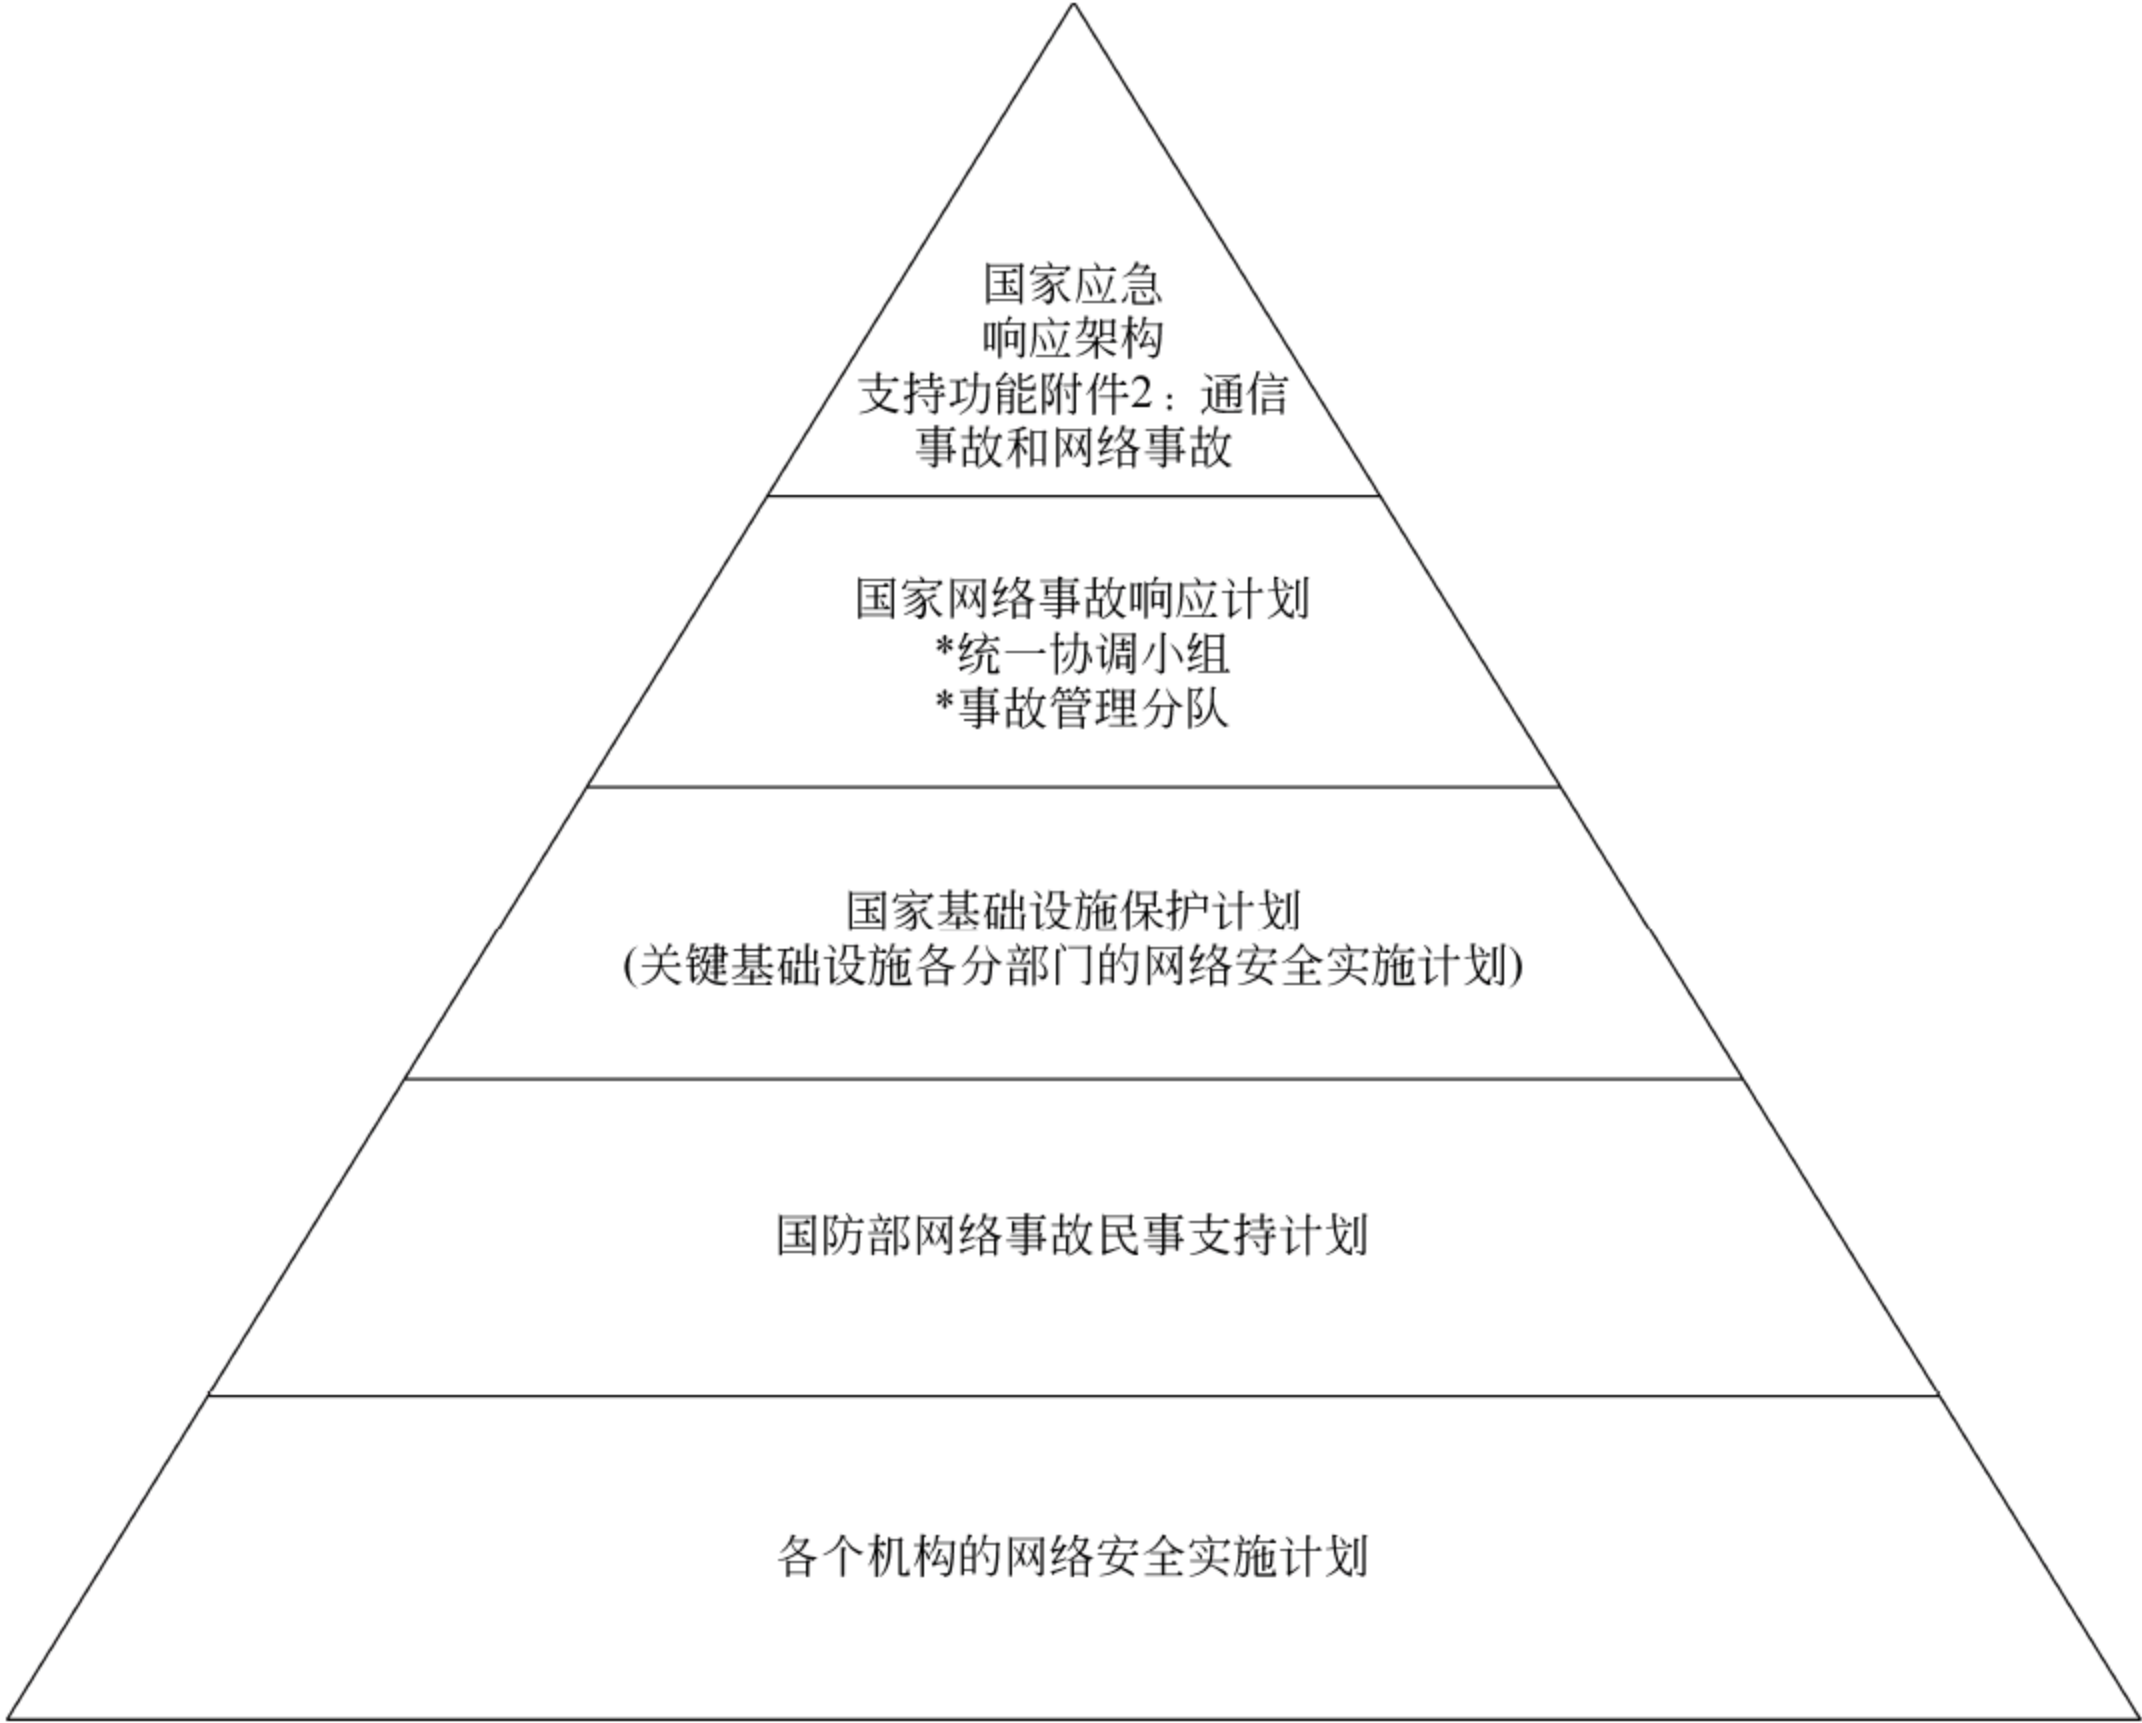 国家应急
响应架构
支持功能附件2：通信
事故和网络事故
国家网络事故响应计划
*统一协调小组
*事故管理分队
国家基础设施保护计划
(关键基础设施各分部门的网络安全实施计划)
国防部网络事故民事支持计划
各个机构的网络安全实施计划